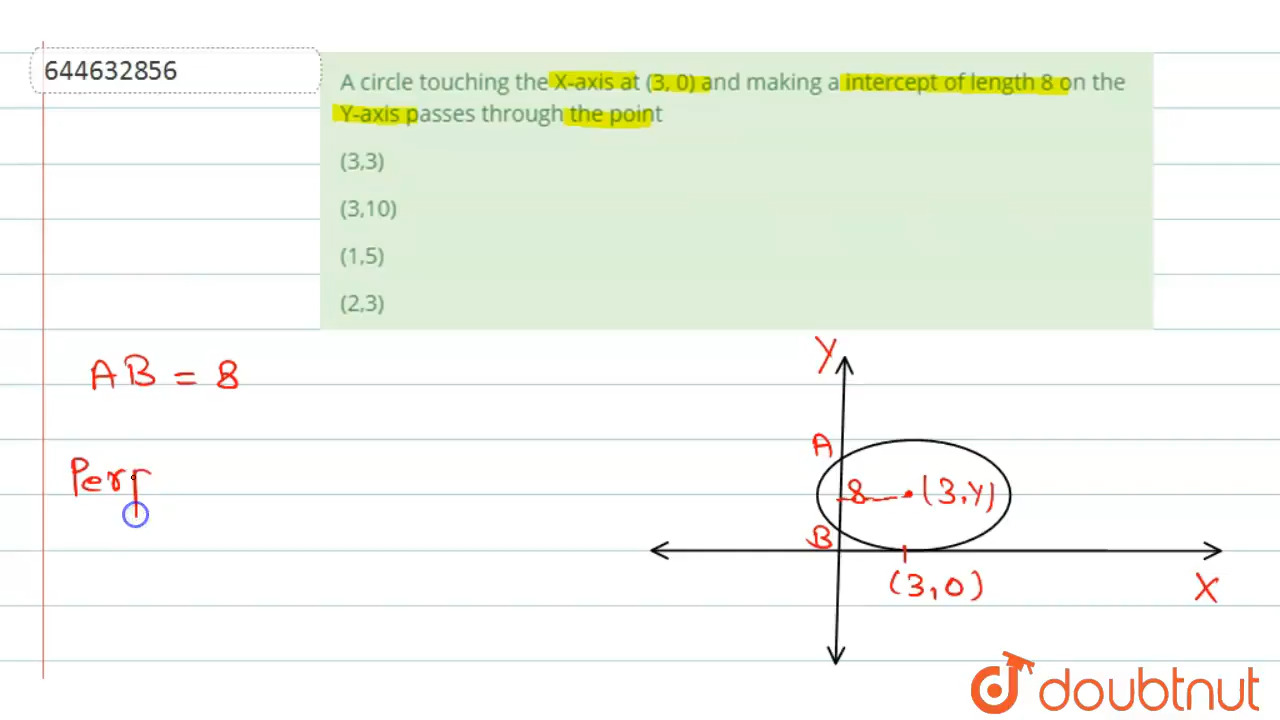 644632856
A circle touching the X-axis at (3, 0) and making a intercept of length 8 on the
Y-axis passes through the point
(3,3)
(3,10)
(1,5)
(2,3)
AB = 8
Perp
Y
A
8 (3,Y)
B
(3,0)
X
doubtnut